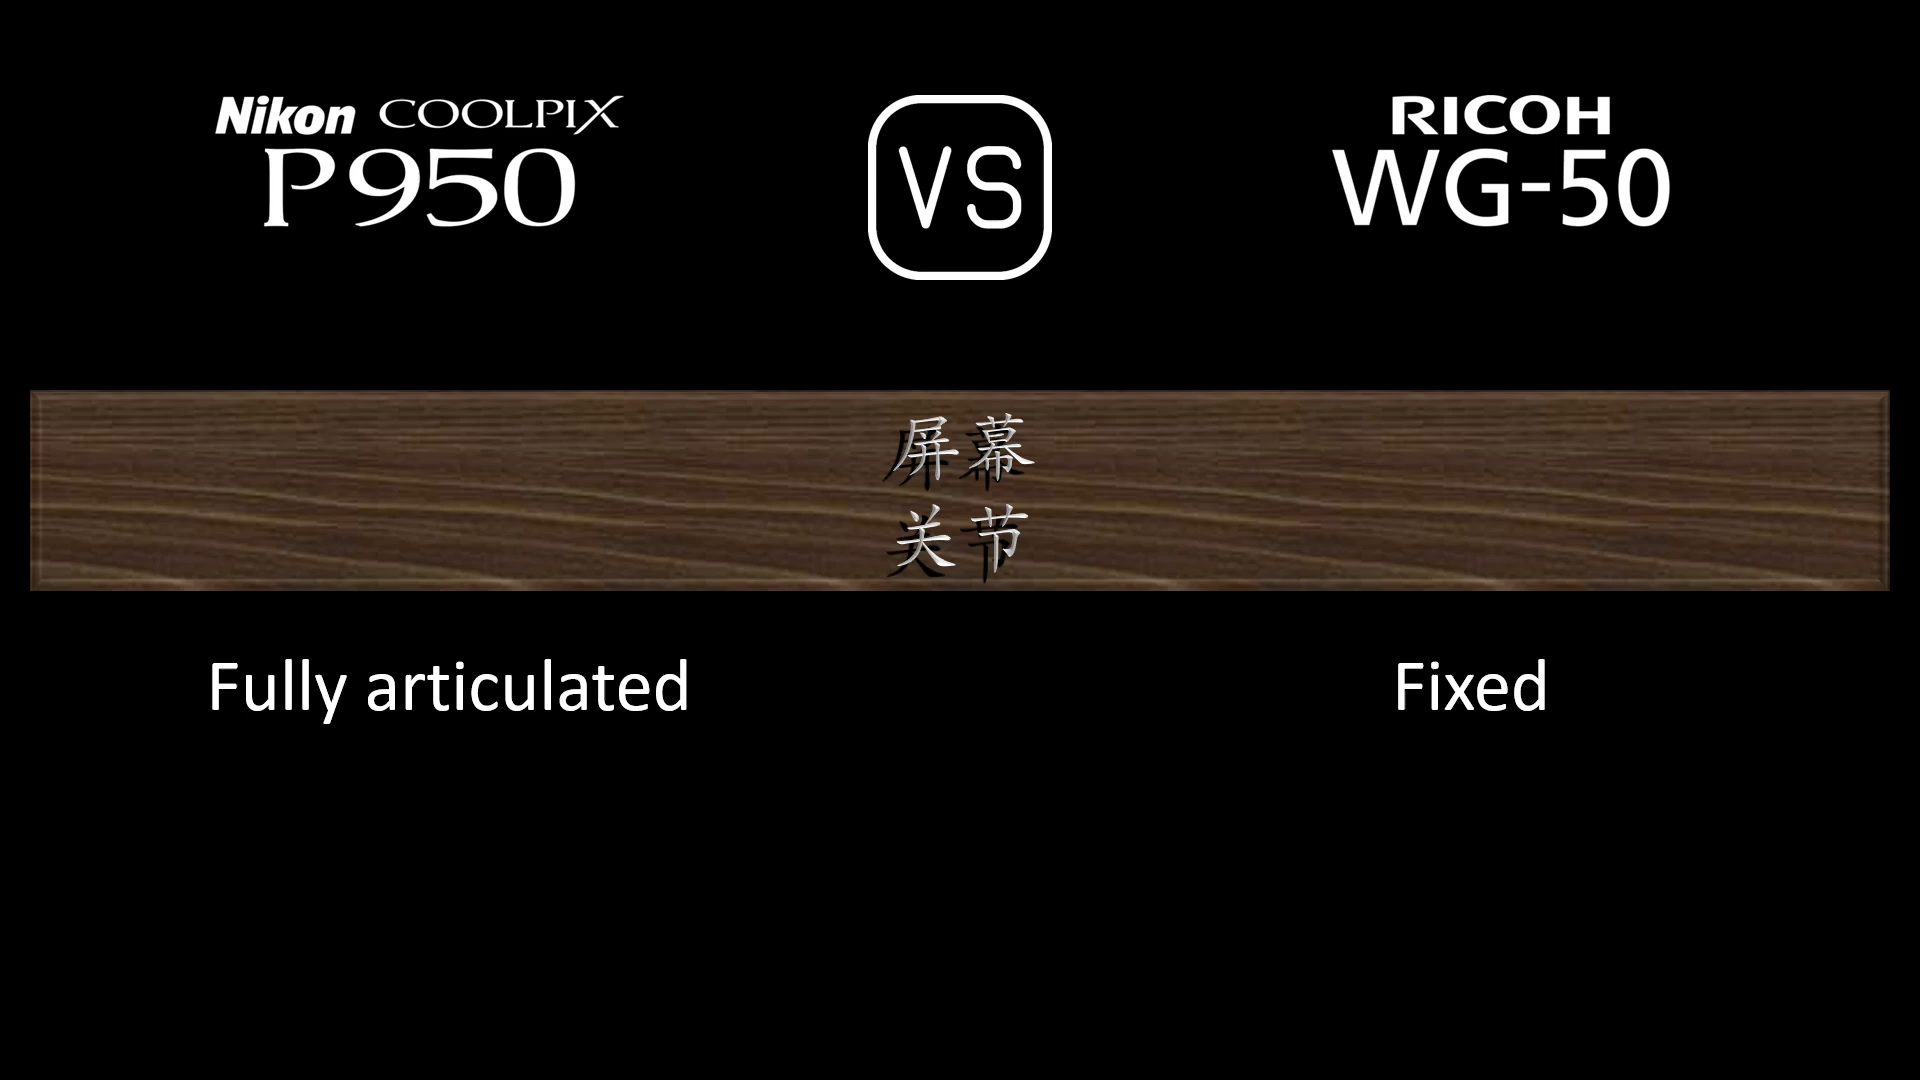 Nikon COOLPIX
P950
VS
RICOH
WG-50
屏幕
关节
Fully articulated
Fixed